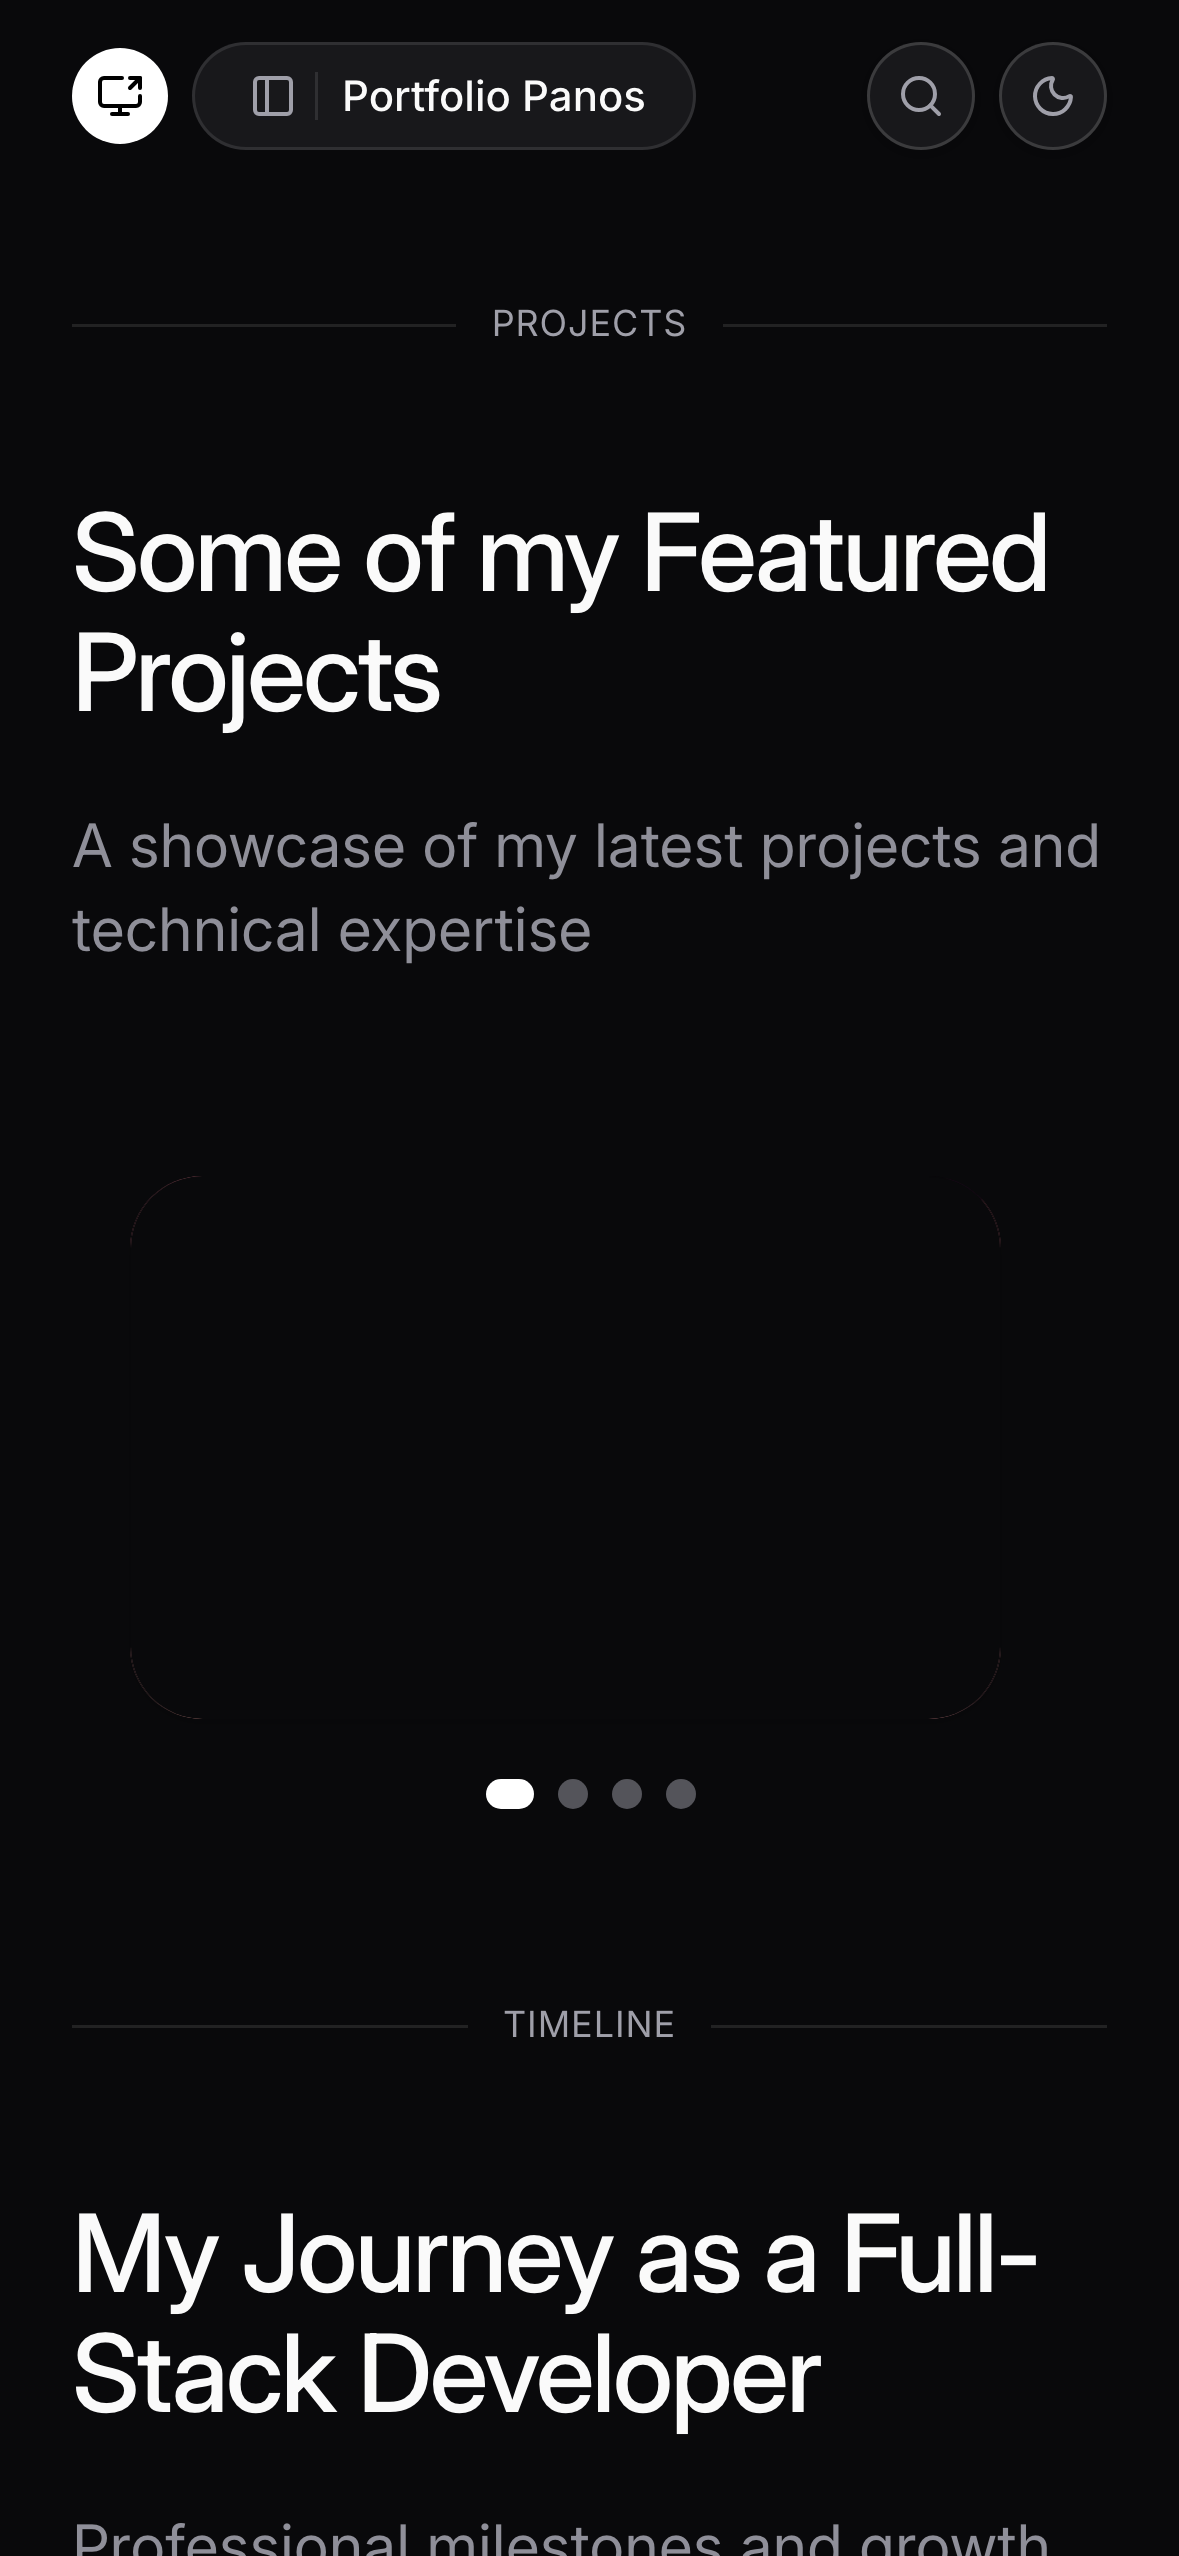 Portfolio Panos
PROJECTS
Some of my Featured
Projects
A showcase of my latest projects and
technical expertise
TIMELINE
My Journey as a Full-
Stack Developer
Professional milestones and growth